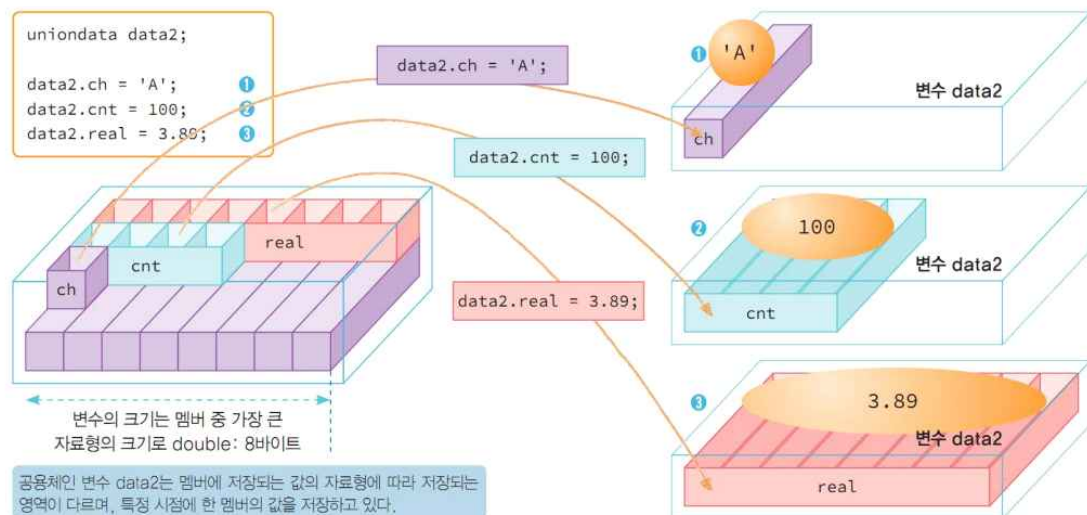 uniondata data2;
data2.ch = 'A'; ①
data2.cnt = 100; ②
data2.real = 3.89; ③
data2.ch = 'A';
data2.cnt = 100;
data2.real = 3.89;
real
cnt
ch
변수의 크기는 멤버 중 가장 큰
자료형의 크기로 double: 8바이트
공용체인 변수 data2는 멤버에 저장되는 값의 자료형에 따라 저장되는
영역이 다르며, 특정 시점에 한 멤버의 값을 저장하고 있다.
① 'A'
변수 data2
ch
② 100
변수 data2
cnt
③ 3.89
변수 data2
real